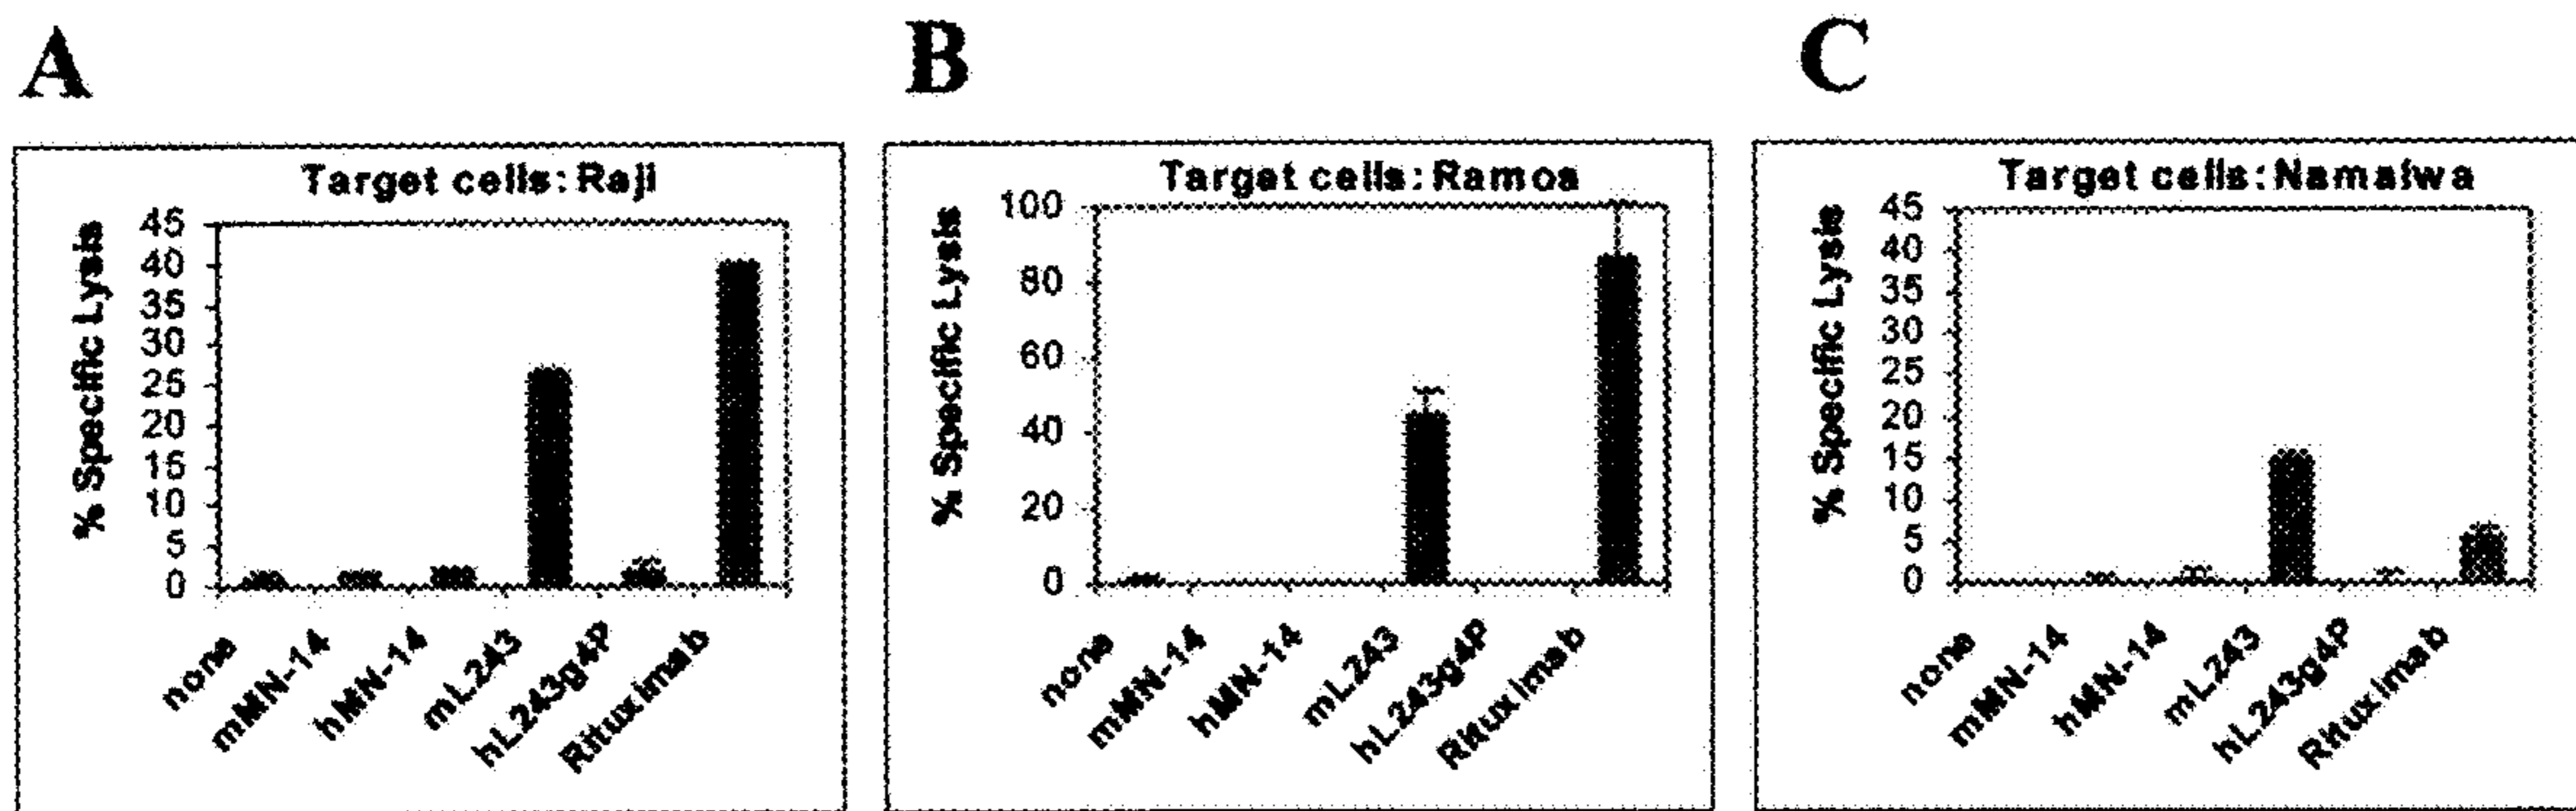 A
B
C
Target cells: Raji
% Specific Lysis
45
40
35
30
25
20
15
10
5
0
none
mMN-14
hMN-14
mL243
hL243g4P
Rituximab
Target cells: Ramos
% Specific Lysis
100
80
60
40
20
0
none
mMN-14
hMN-14
mL243
hL243g4P
Rituximab
Target cells: Namalwa
% Specific Lysis
45
40
35
30
25
20
15
10
5
0
none
mMN-14
hMN-14
mL243
hL243g4P
Rituximab